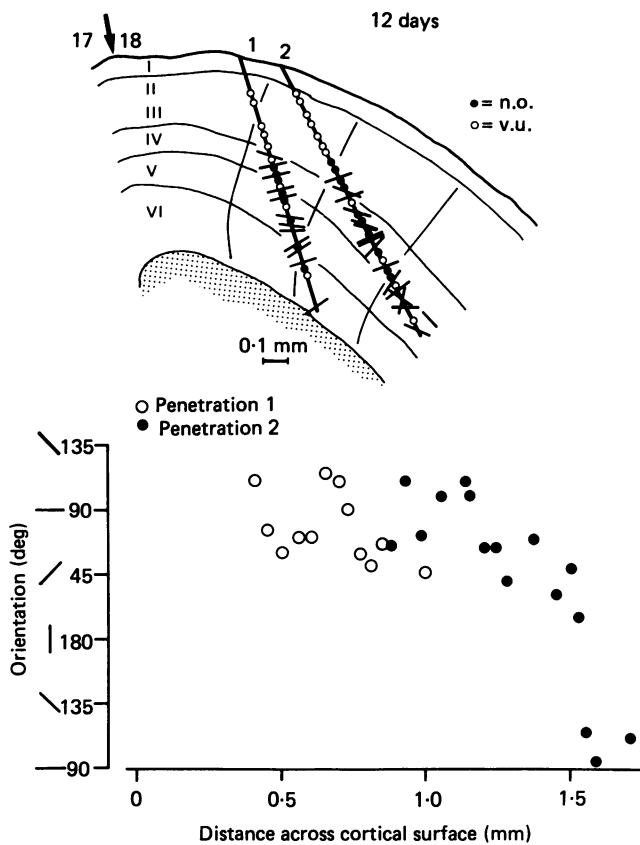 12 days
17 18 1 2
I
II
III
IV
V
VI
● = n.o.
○ = v.u.
0·1 mm
○ Penetration 1
● Penetration 2
Orientation (deg)
135
90
45
180
135
90
0 0·5 1·0 1·5
Distance across cortical surface (mm)